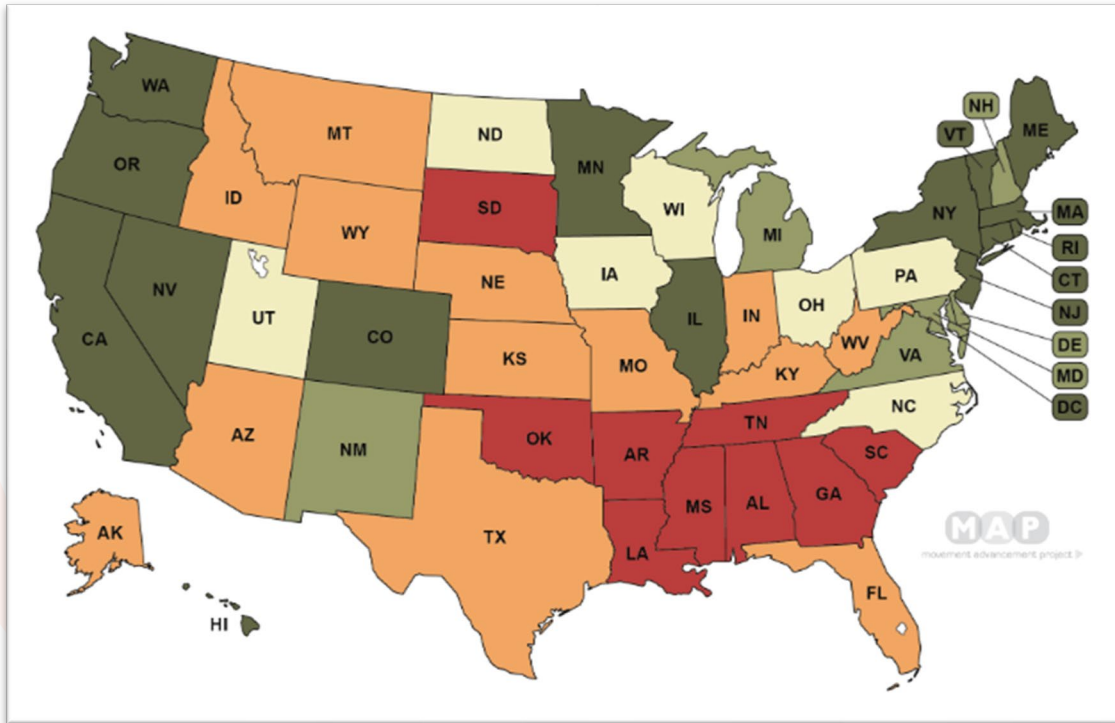 WA
MT
ND
MN
NH
VT
ME
OR
ID
SD
WI
NY
MA
WY
MI
RI
IA
PA
CT
NE
NV
UT
CO
IL
IN
OH
NJ
CA
DE
WV
VA
KS
MO
KY
MD
NC
DC
AZ
NM
OK
TN
AR
SC
MS
AL
GA
AK
TX
LA
MAP
movement advancement project
FL
HI